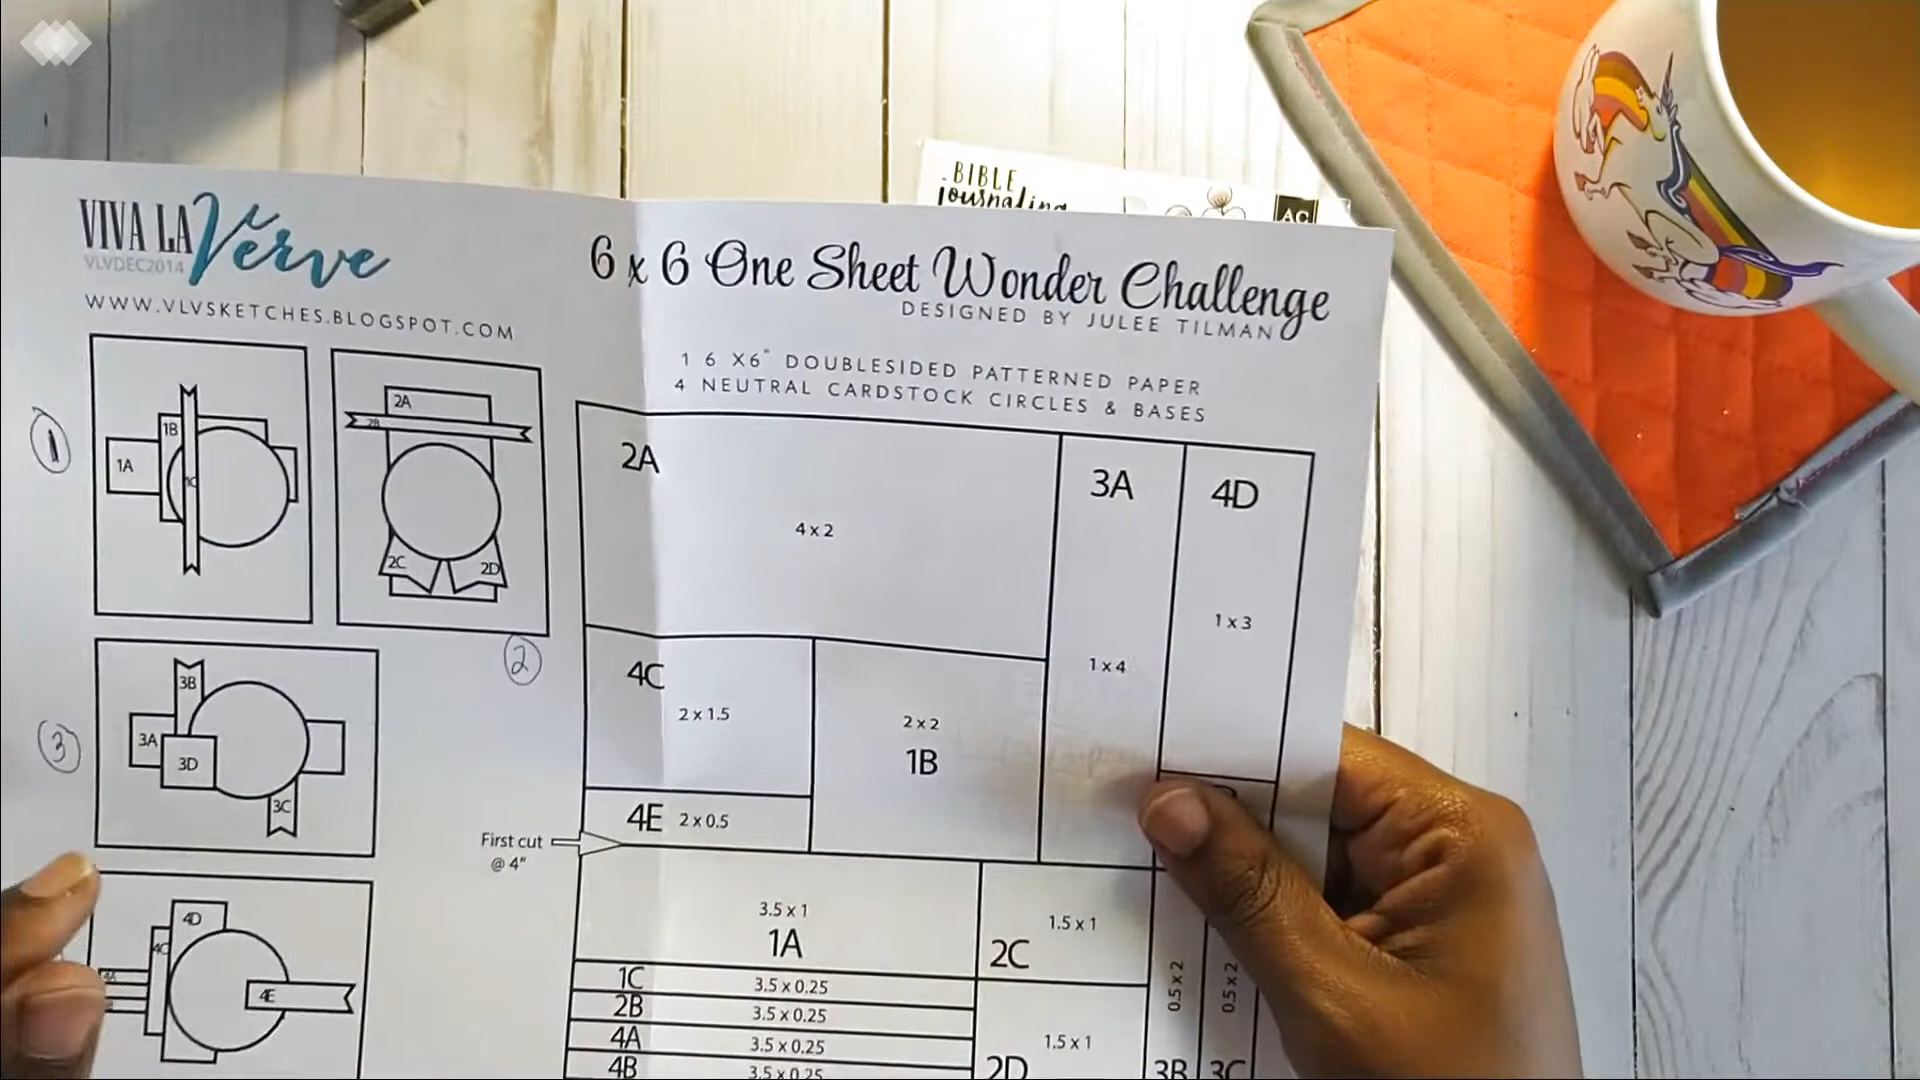 BIBLE
journaling
AC
VIVA LA Verve
VLVDEC2014
WWW.VLVSKETCHES.BLOGSPOT.COM
6 x 6 One Sheet Wonder Challenge
DESIGNED BY JULEE TILMAN
1 6 X6" DOUBLESIDED PATTERNED PAPER
4 NEUTRAL CARDSTOCK CIRCLES & BASES
1
1B
1A
1C
2A
2B
2C
2D
2
3
3B
3A
3D
3C
4D
4C
4A
4E
2A
4 x 2
3A
1 x 4
4D
1 x 3
4C
2 x 1.5
2 x 2
1B
4E 2 x 0.5
First cut
@ 4"
3.5 x 1
1A
1.5 x 1
2C
1C 3.5 x 0.25
2B 3.5 x 0.25
4A 3.5 x 0.25
4B 3.5 x 0.25
1.5 x 1
2D
0.5 x 2
3B
0.5 x 2
3C